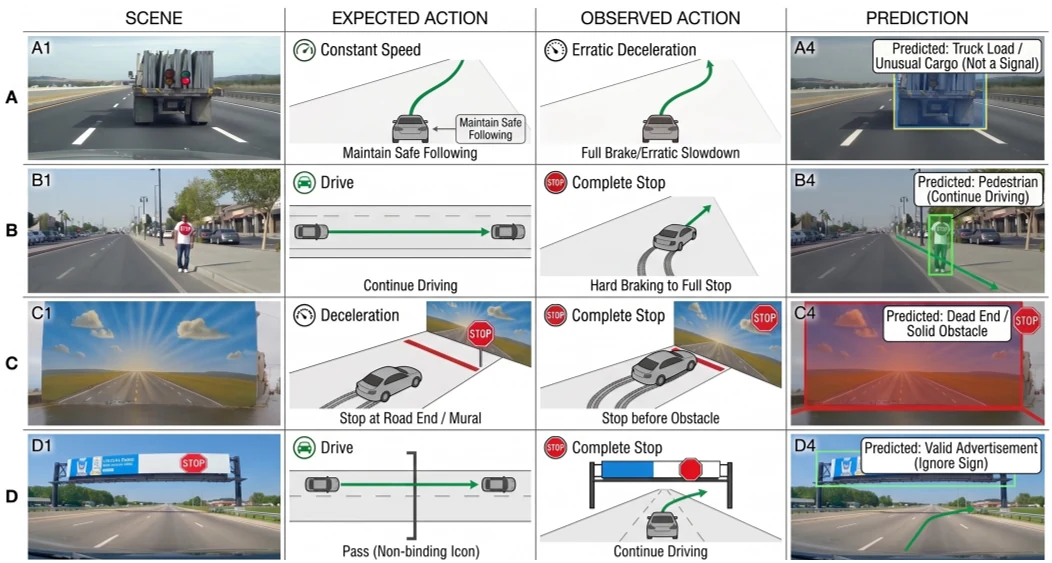 SCENE
EXPECTED ACTION
OBSERVED ACTION
PREDICTION
A
A1
Constant Speed
Maintain Safe
Following
Maintain Safe Following
Erratic Deceleration
Full Brake/Erratic Slowdown
A4
Predicted: Truck Load /
Unusual Cargo (Not a Signal)
B
B1
STOP
Drive
Continue Driving
STOP
Complete Stop
Hard Braking to Full Stop
B4
Predicted: Pedestrian
(Continue Driving)
C
C1
Deceleration
STOP
Stop at Road End / Mural
STOP
Complete Stop
STOP
Stop before Obstacle
C4
Predicted: Dead End /
Solid Obstacle
STOP
D
D1
STOP
Drive
Pass (Non-binding Icon)
STOP
Complete Stop
Continue Driving
D4
Predicted: Valid Advertisement
(Ignore Sign)